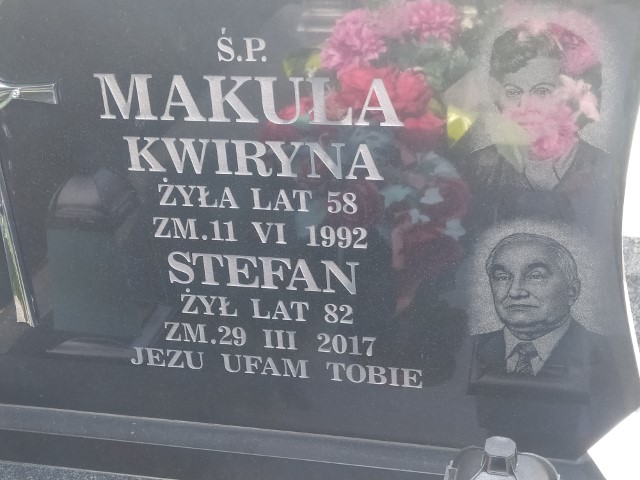 Ś.P.
MAKULA
KWIRYNA
ŻYŁA LAT 58
ZM.11 VI 1992
STEFAN
ŻYŁ LAT 82
ZM.29 III 2017
JEZU UFAM TOBIE